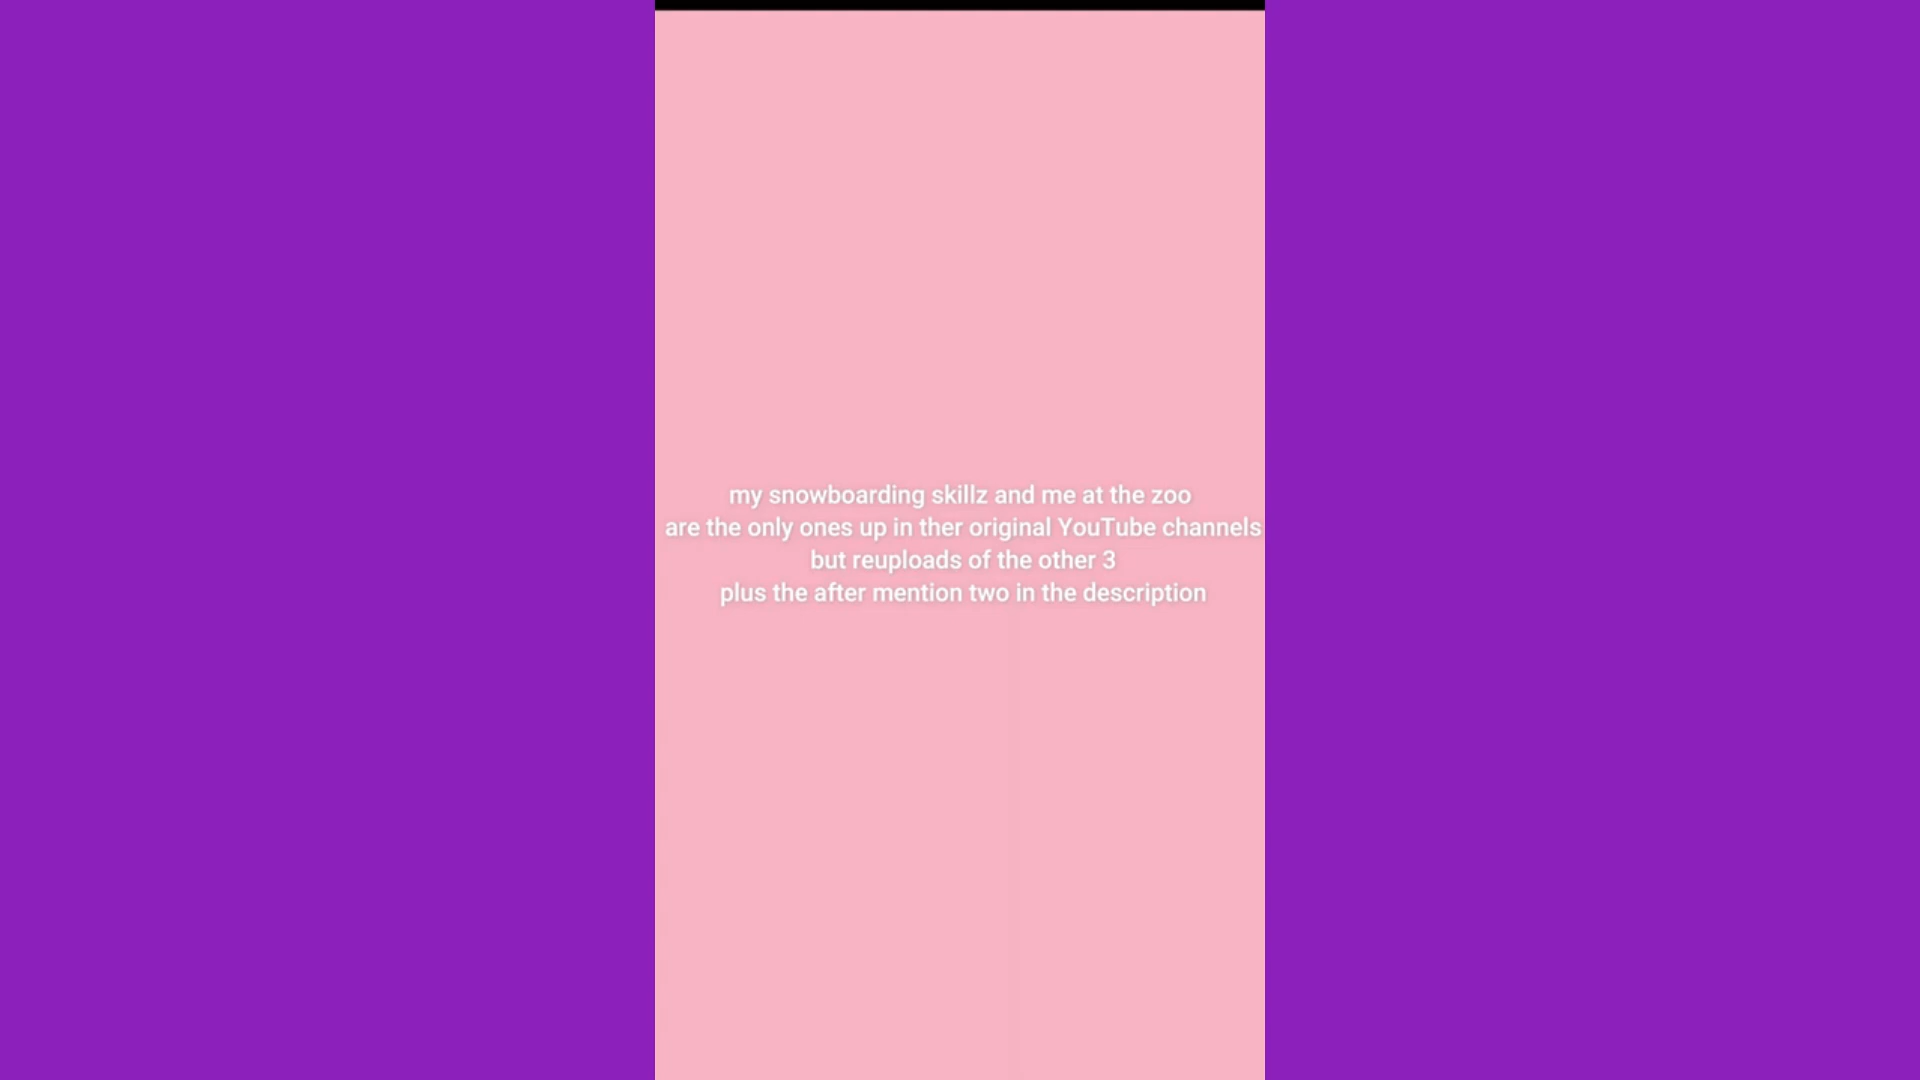 my snowboarding skillz and me at the zoo
are the only ones up in ther original YouTube channels
but reuploads of the other 3
plus the after mention two in the description